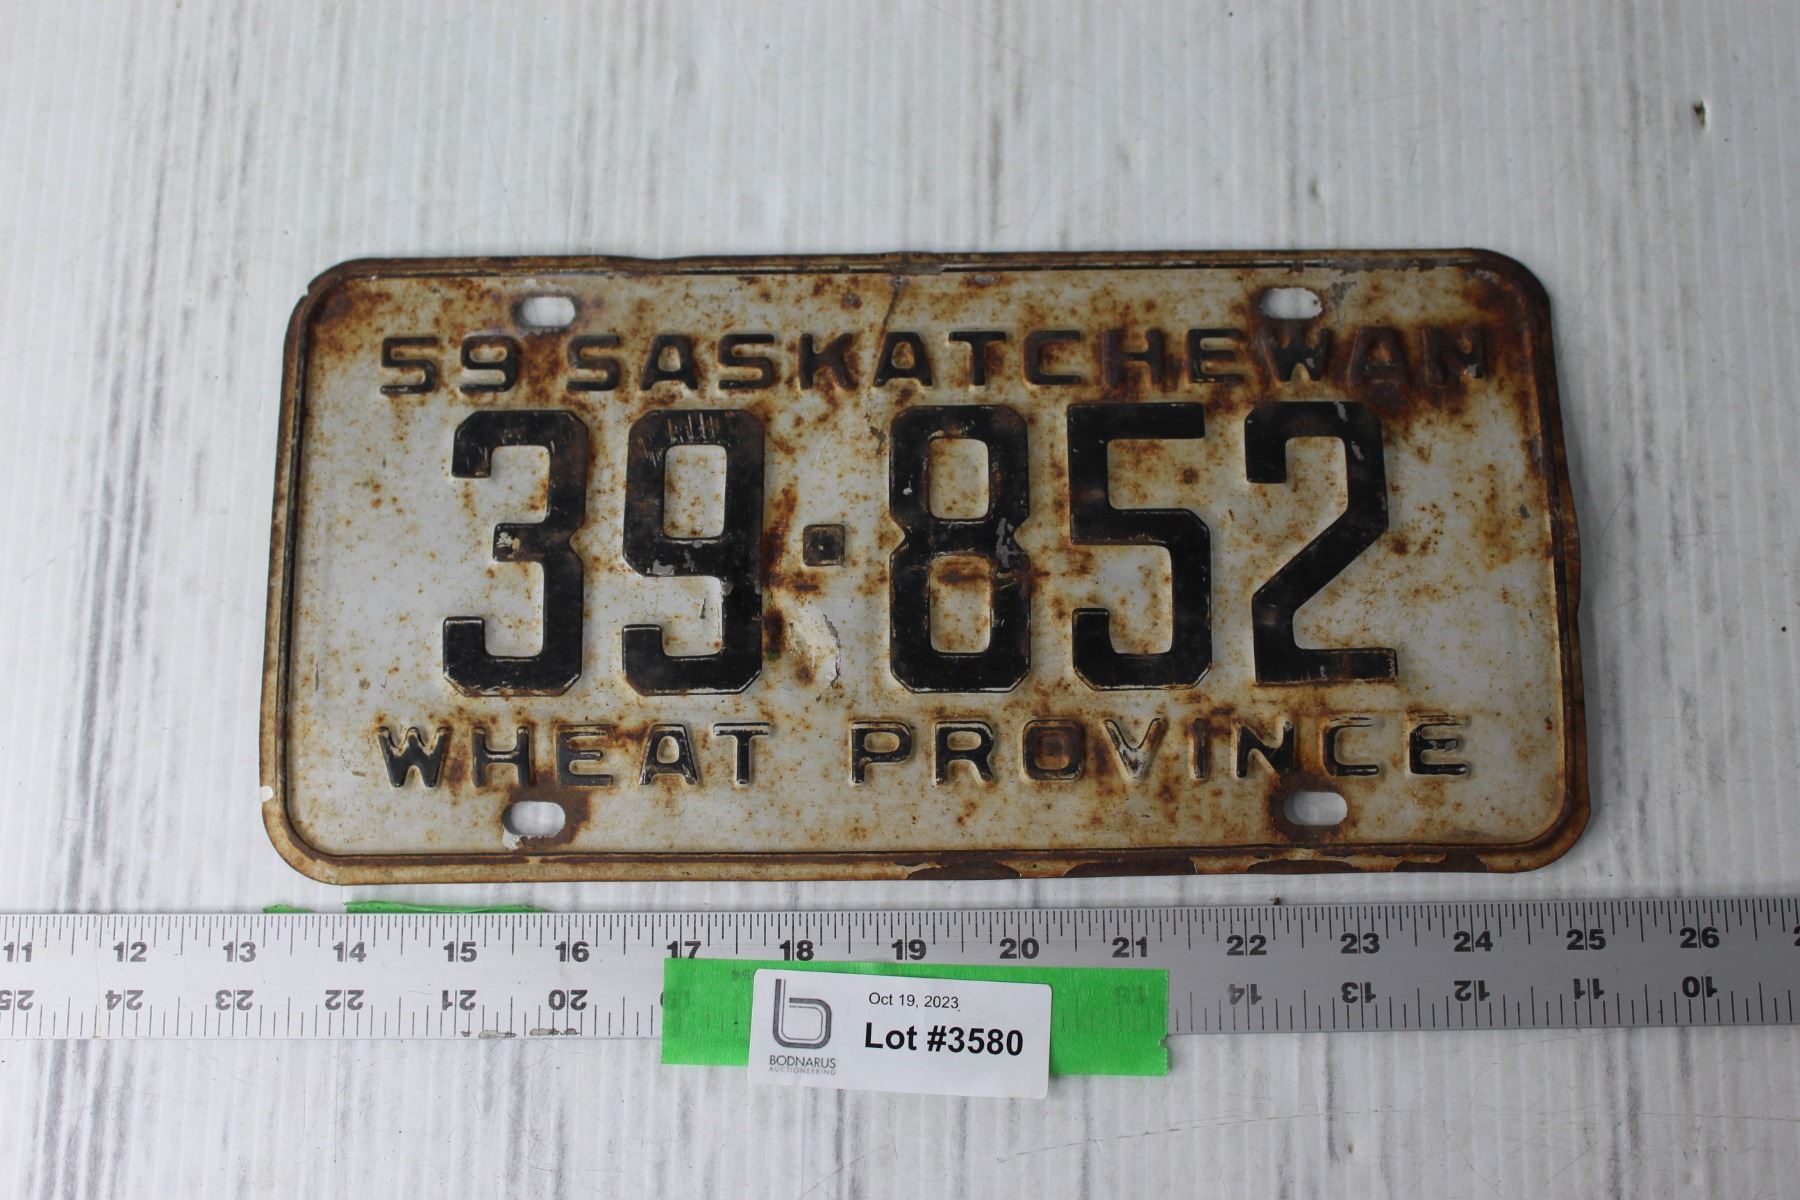 59 SASKATCHEWAN
39·852
WHEAT PROVINCE
11 12 13 14 15 16 17 18 19 20 21 22 23 24 25 26
25 24 23 22 21 20 15 14 13 12 11 10
Oct 19, 2023
Lot #3580
BODNARUS
AUCTIONEERING